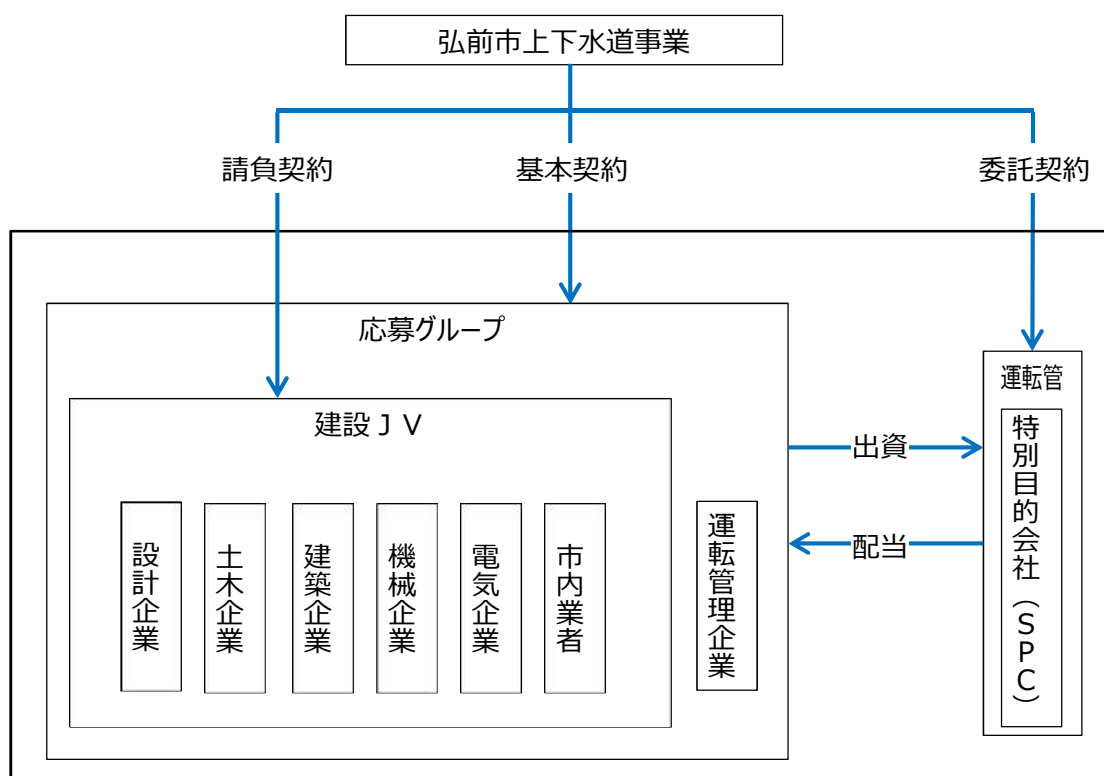 弘前市上下水道事業
請負契約
基本契約
委託契約
応募グループ
運転管
建設ＪＶ
特別目的会社（ＳＰＣ）
出資
配当
設計企業
土木企業
建築企業
機械企業
電気企業
市内業者
運転管理企業